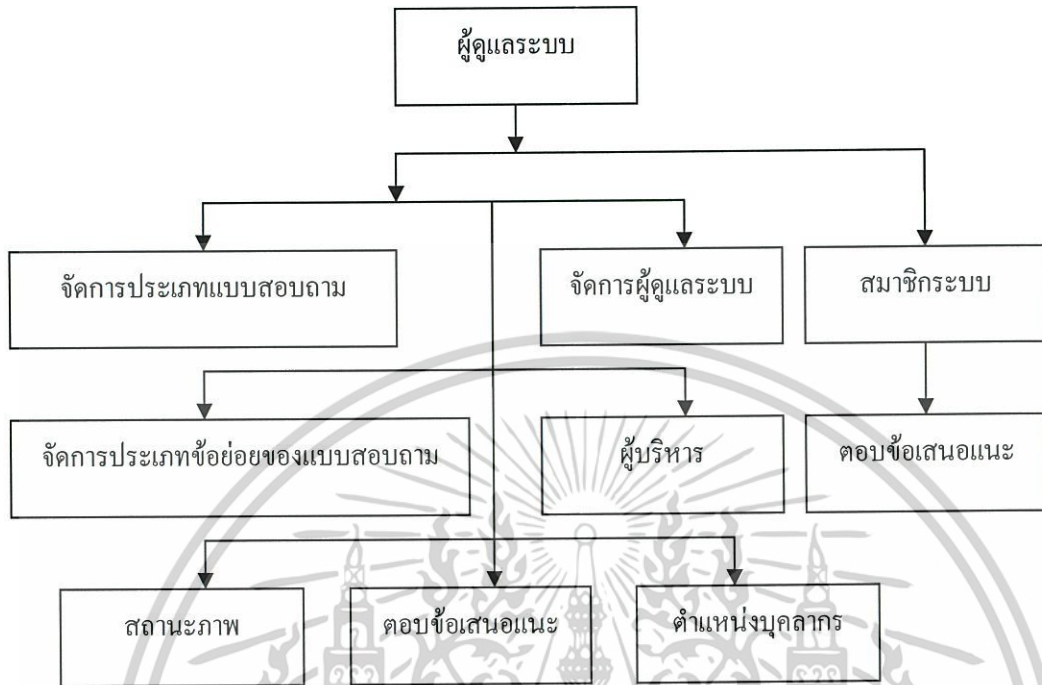 ผู้ดูแลระบบ
จัดการประเภทแบบสอบถาม
จัดการผู้ดูแลระบบ
สมาชิกระบบ
จัดการประเภทข้อย่อยของแบบสอบถาม
ผู้บริหาร
ตอบข้อเสนอแนะ
สถานะภาพ
ตอบข้อเสนอแนะ
ตำแหน่งบุคลากร